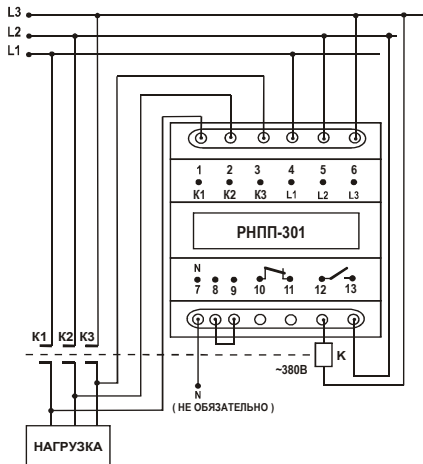 L3
L2
L1
1 2 3 4 5 6
К1 К2 К3 L1 L2 L3
РНПП-301
N
7 8 9 10 11 12 13
К1 К2 К3
~380В
К
N
( НЕ ОБЯЗАТЕЛЬНО )
НАГРУЗКА